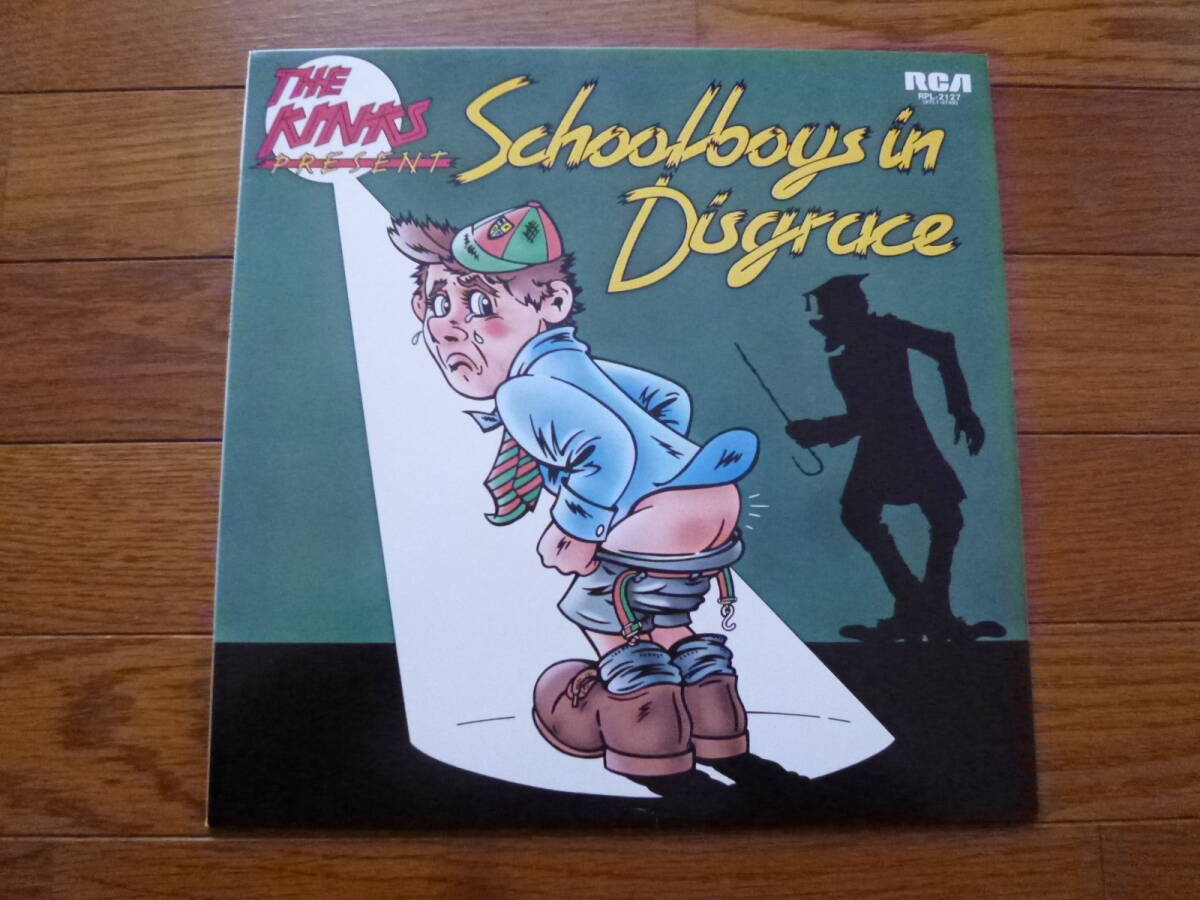 THE
KINKS
PRESENT
Schoolboys in
Disgrace
RCA
RPL-2127